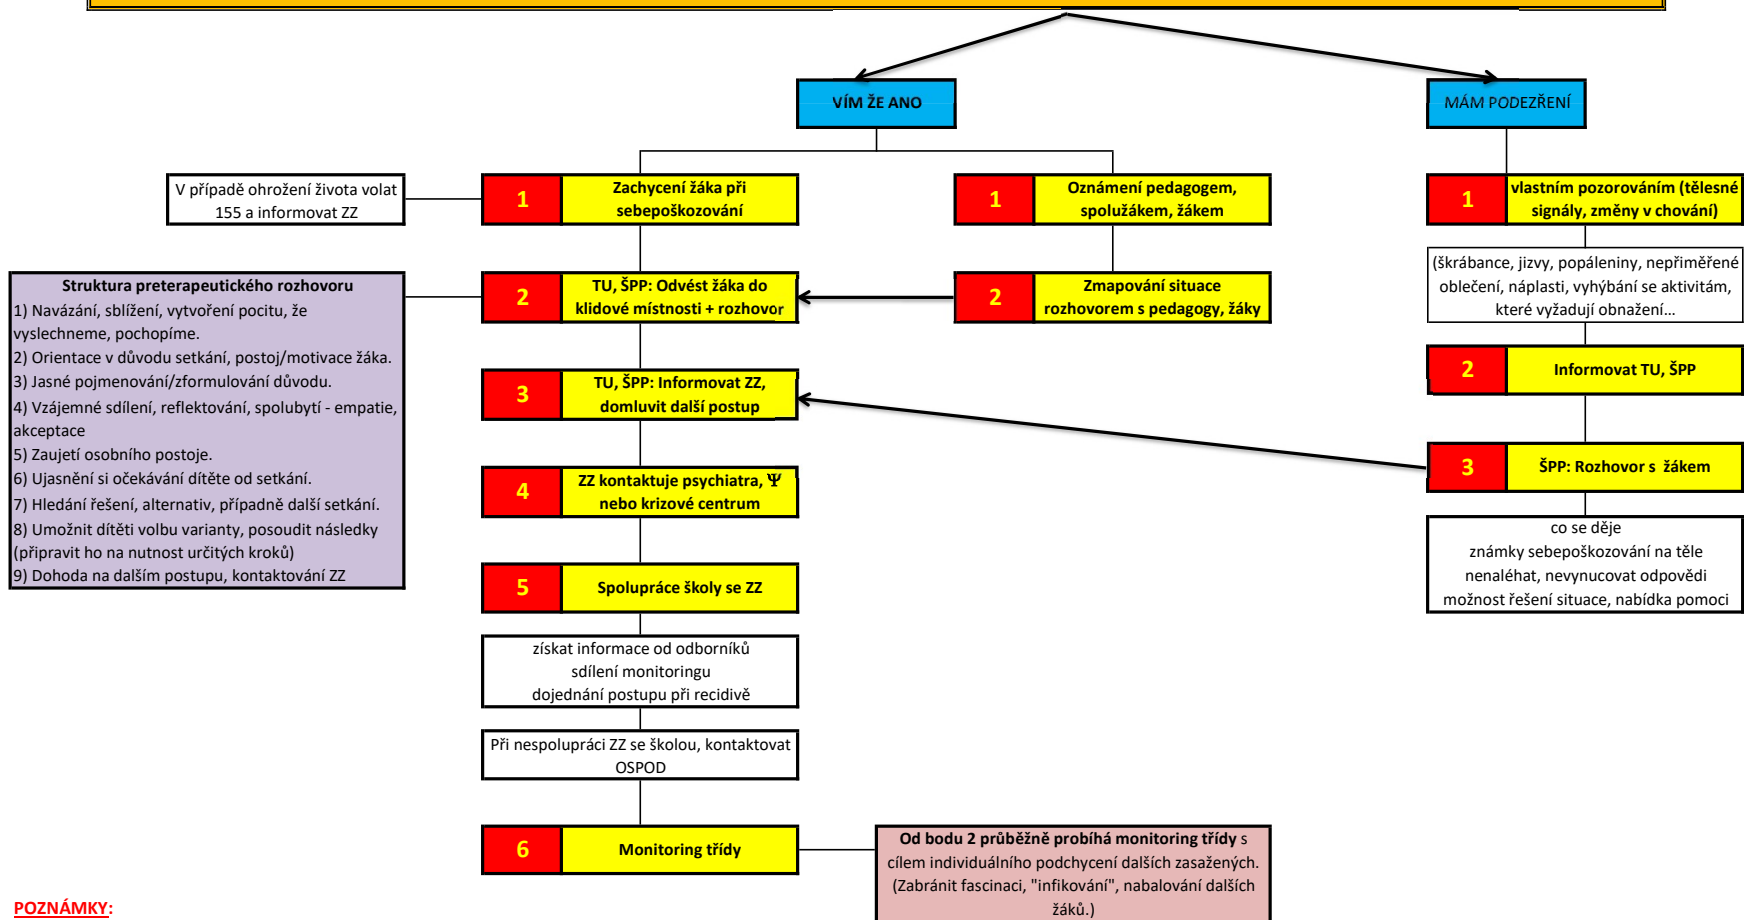 VÍM ŽE ANO
MÁM PODEZŘENÍ
V případě ohrožení života volat
155 a informovat ZZ
1
Zachycení žáka při
sebepoškozování
1
Oznámení pedagogem,
spolužákem, žákem
1
vlastním pozorováním (tělesné
signály, změny v chování)
(škrábance, jizvy, popáleniny, nepřiměřené
oblečení, náplasti, vyhýbání se aktivitám,
které vyžadují obnažení...
Struktura preterapeutického rozhovoru
1) Navázání, sblížení, vytvoření pocitu, že
vyslechneme, pochopíme.
2) Orientace v důvodu setkání, postoj/motivace žáka.
3) Jasné pojmenování/zformulování důvodu.
4) Vzájemné sdílení, reflektování, spolubytí - empatie,
akceptace
5) Zaujetí osobního postoje.
6) Ujasnění si očekávání dítěte od setkání.
7) Hledání řešení, alternativ, případně další setkání.
8) Umožnit dítěti volbu varianty, posoudit následky
(připravit ho na nutnost určitých kroků)
9) Dohoda na dalším postupu, kontaktování ZZ
2
TU, ŠPP: Odvést žáka do
klidové místnosti + rozhovor
2
Zmapování situace
rozhovorem s pedagogy, žáky
2
Informovat TU, ŠPP
3
TU, ŠPP: Informovat ZZ,
domluvit další postup
3
ŠPP: Rozhovor s žákem
4
ZZ kontaktuje psychiatra, Ψ
nebo krizové centrum
co se děje
známky sebepoškozování na těle
nenaléhat, nevynucovat odpovědi
možnost řešení situace, nabídka pomoci
5
Spolupráce školy se ZZ
získat informace od odborníků
sdílení monitoringu
dojednání postupu při recidivě
Při nespolupráci ZZ se školou, kontaktovat
OSPOD
6
Monitoring třídy
Od bodu 2 průběžně probíhá monitoring třídy s
cílem individuálního podchycení dalších zasažených.
(Zabránit fascinaci, "infikování", nabalování dalších
žáků.)
POZNÁMKY: